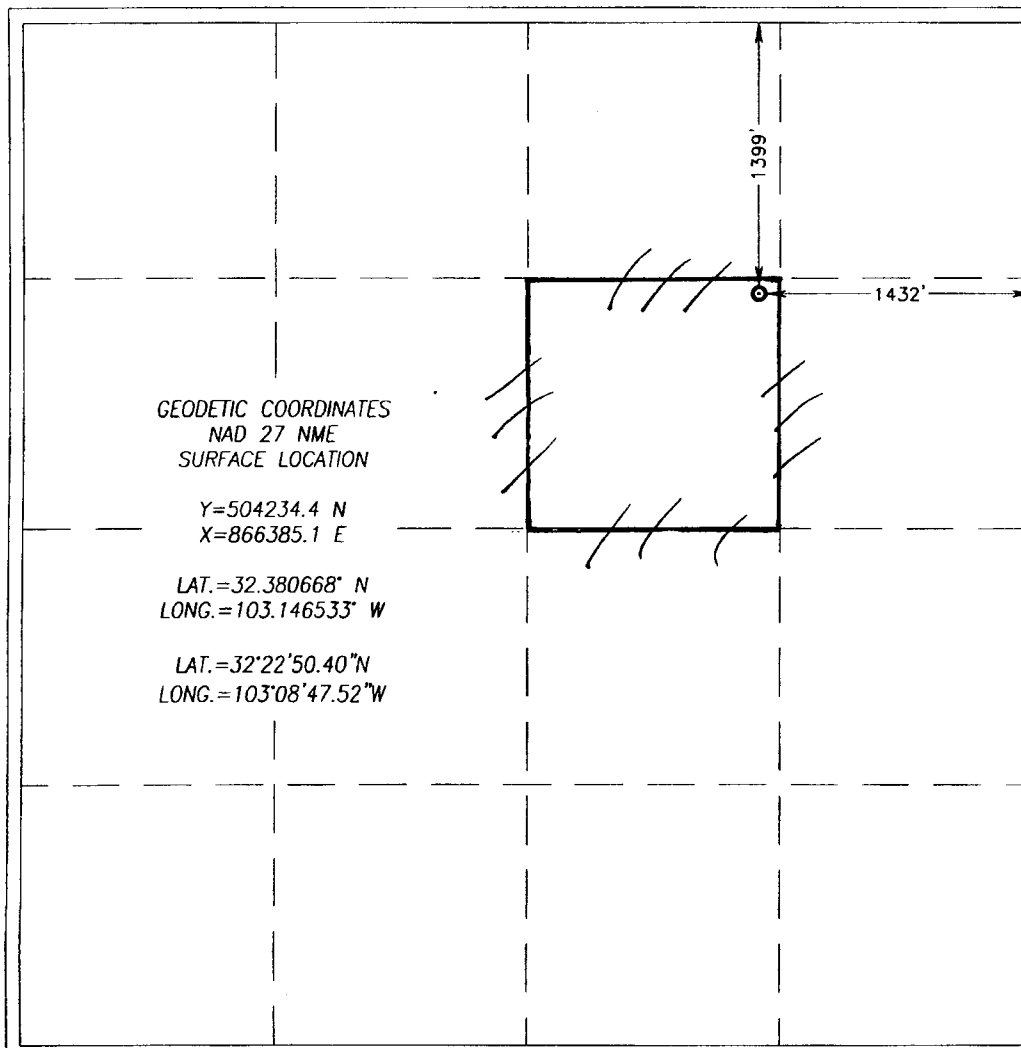 1399'
1432'
GEODETIC COORDINATES
NAD 27 NME
SURFACE LOCATION
Y=504234.4 N
X=866385.1 E
LAT.=32.380668° N
LONG.=103.146533° W
LAT.=32°22'50.40"N
LONG.=103°08'47.52"W